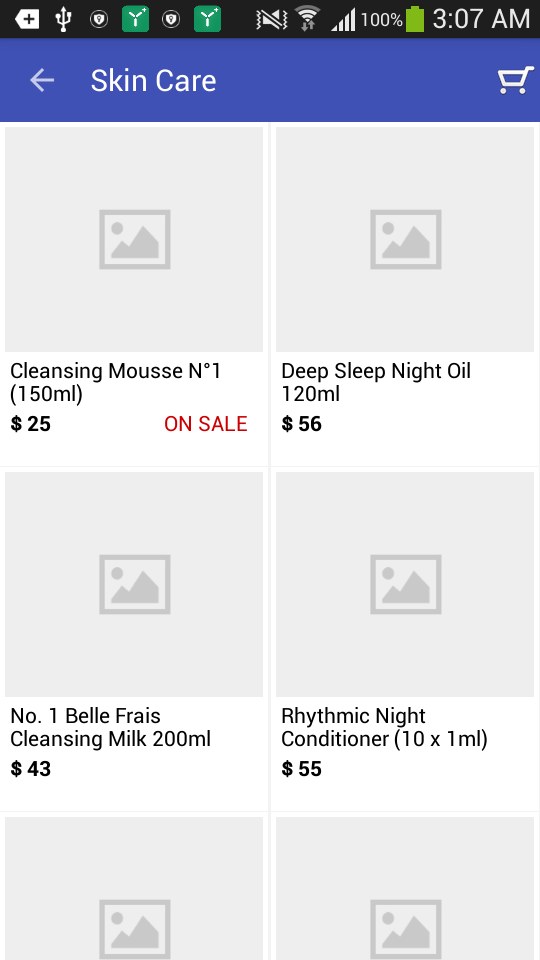 100% 3:07 AM
Skin Care
Cleansing Mousse N°1
(150ml)
$ 25 ON SALE
Deep Sleep Night Oil
120ml
$ 56
No. 1 Belle Frais
Cleansing Milk 200ml
$ 43
Rhythmic Night
Conditioner (10 x 1ml)
$ 55